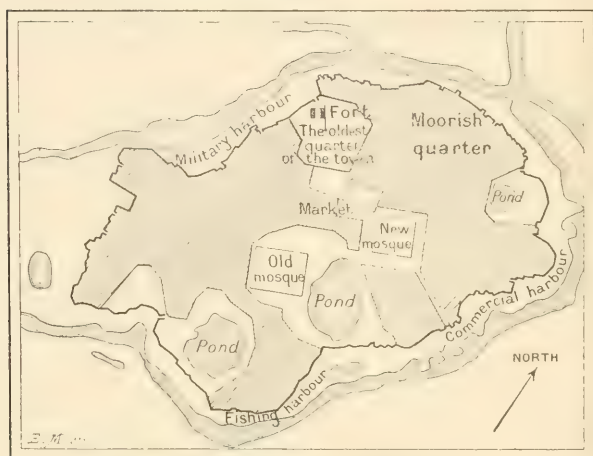 Military harbour
Fort
The oldest
quarter
of the town
Moorish
quarter
Pond
Market
New
mosque
Old
mosque
Pond
Pond
Commercial harbour
Fishing harbour
NORTH